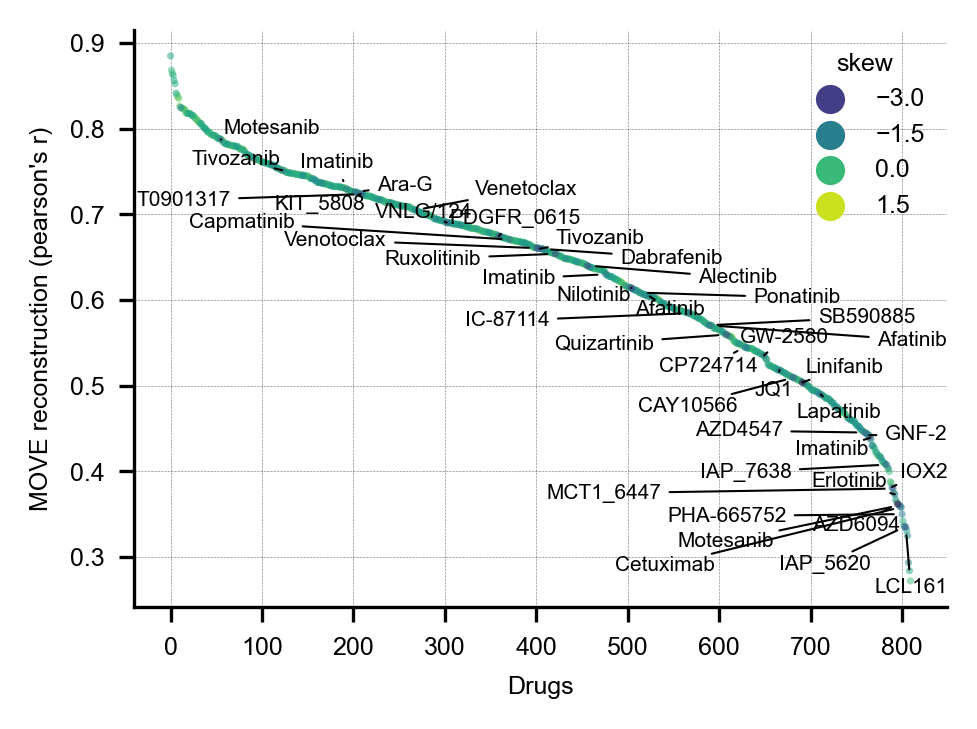 0.9
0.8
0.7
0.6
0.5
0.4
0.3
MOVE reconstruction (pearson's r)
skew
−3.0
−1.5
0.0
1.5
Motesanib
Tivozanib
Imatinib
Ara-G
Venetoclax
T0901317
KIT_5808
VNLG/124
PDGFR_0615
Capmatinib
Venotoclax
Tivozanib
Ruxolitinib
Dabrafenib
Imatinib
Alectinib
Nilotinib
Ponatinib
Afatinib
IC-87114
SB590885
Quizartinib
GW-2580
Afatinib
CP724714
Linifanib
JQ1
CAY10566
Lapatinib
AZD4547
GNF-2
Imatinib
IAP_7638
IOX2
Erlotinib
MCT1_6447
PHA-665752
AZD6094
Motesanib
Cetuximab
IAP_5620
LCL161
0 100 200 300 400 500 600 700 800
Drugs